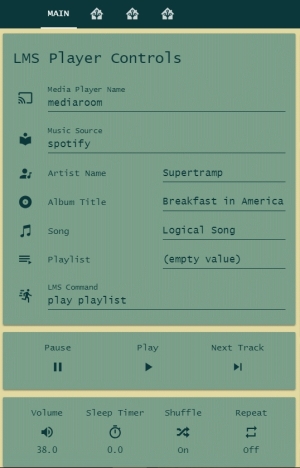 MAIN
LMS Player Controls
Media Player Name
mediaroom
Music Source
spotify
Artist Name Supertramp
Album Title Breakfast in America
Song Logical Song
Playlist (empty value)
LMS Command
play playlist
Pause Play Next Track
Volume Sleep Timer Shuffle Repeat
38.0 0.0 On Off